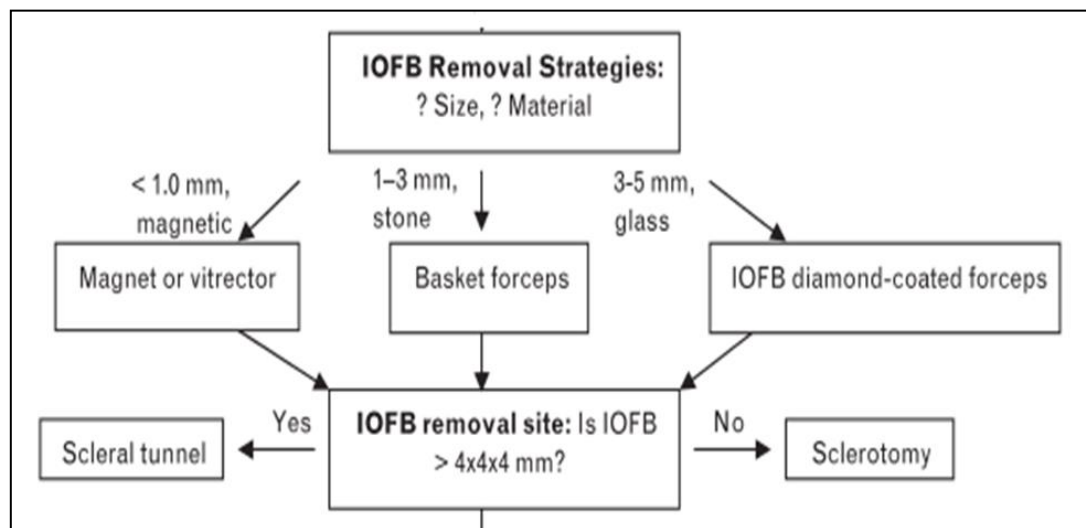 IOFB Removal Strategies:
? Size, ? Material
< 1.0 mm,
magnetic
1–3 mm,
stone
3-5 mm,
glass
Magnet or vitrector
Basket forceps
IOFB diamond-coated forceps
Scleral tunnel
Yes
IOFB removal site: Is IOFB
> 4x4x4 mm?
No
Sclerotomy